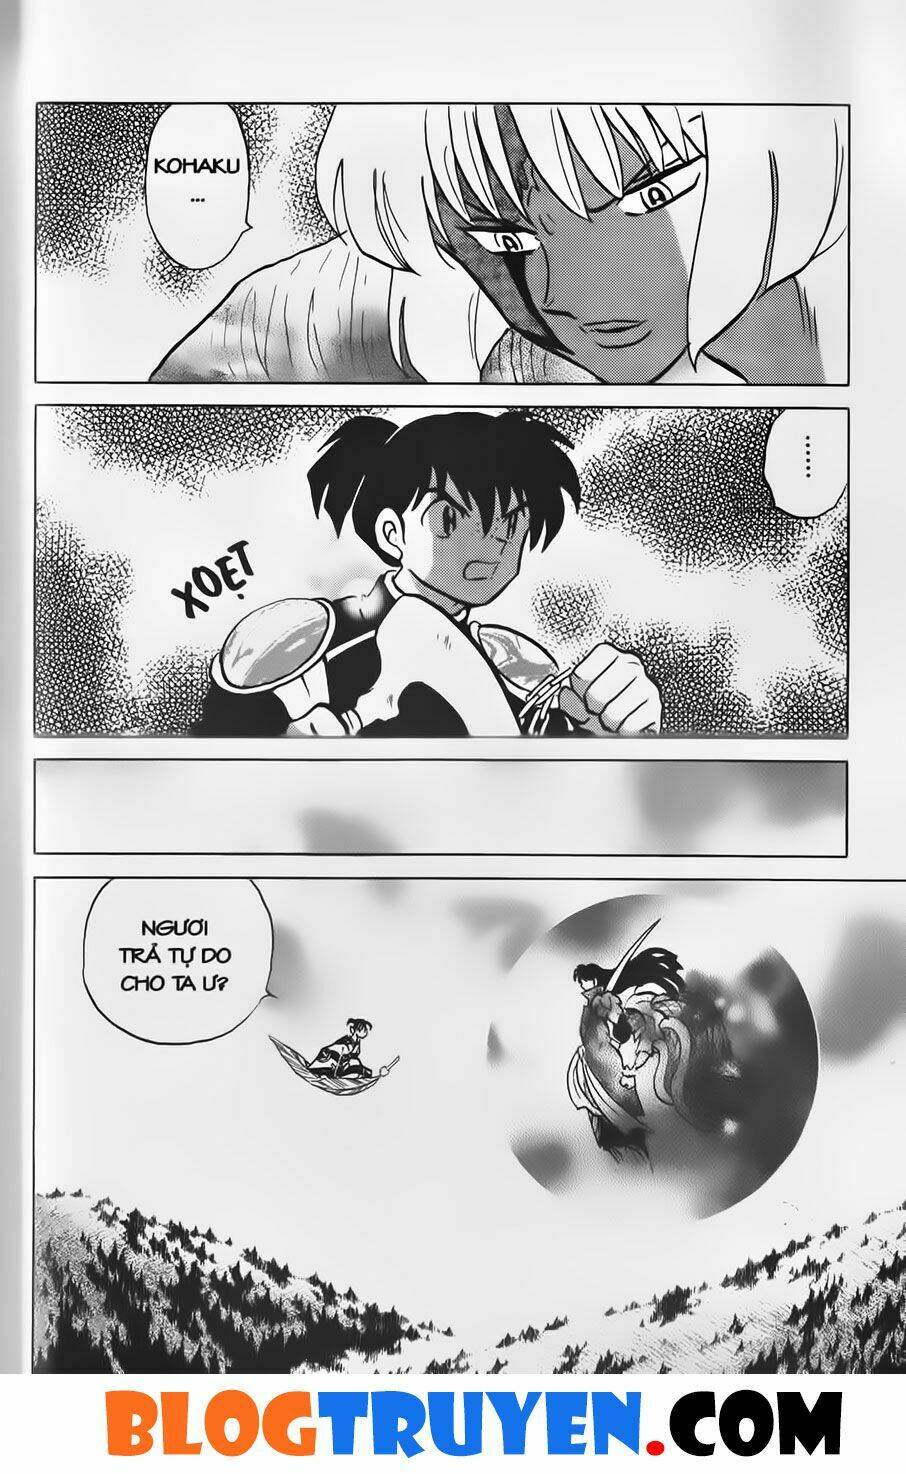 KOHAKU
...
........
XOẸT
NGƯƠI
TRẢ TỰ DO
CHO TA Ư?
BLOGTRUYEN.COM